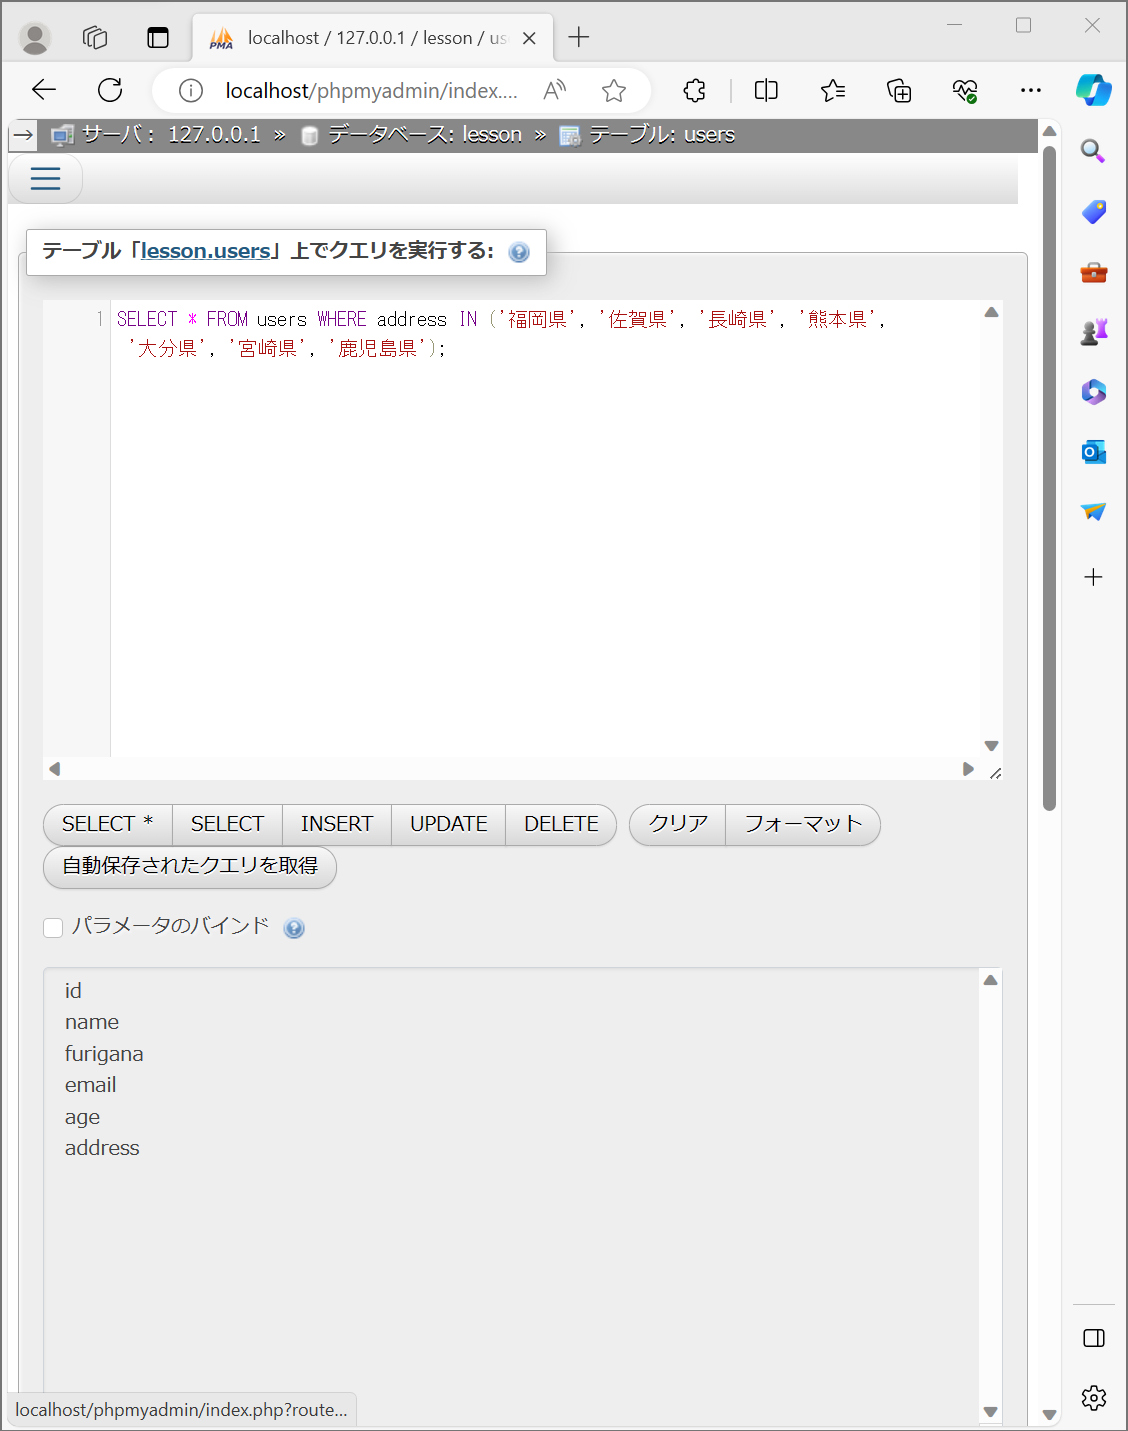 PMA localhost / 127.0.0.1 / lesson / us
localhost/phpmyadmin/index....
サーバ： 127.0.0.1 » データベース: lesson » テーブル: users
テーブル「lesson.users」上でクエリを実行する:
1 SELECT * FROM users WHERE address IN ('福岡県', '佐賀県', '長崎県', '熊本県',
'大分県', '宮崎県', '鹿児島県');
SELECT * SELECT INSERT UPDATE DELETE クリア フォーマット
自動保存されたクエリを取得
パラメータのバインド
id
name
furigana
email
age
address
localhost/phpmyadmin/index.php?route...